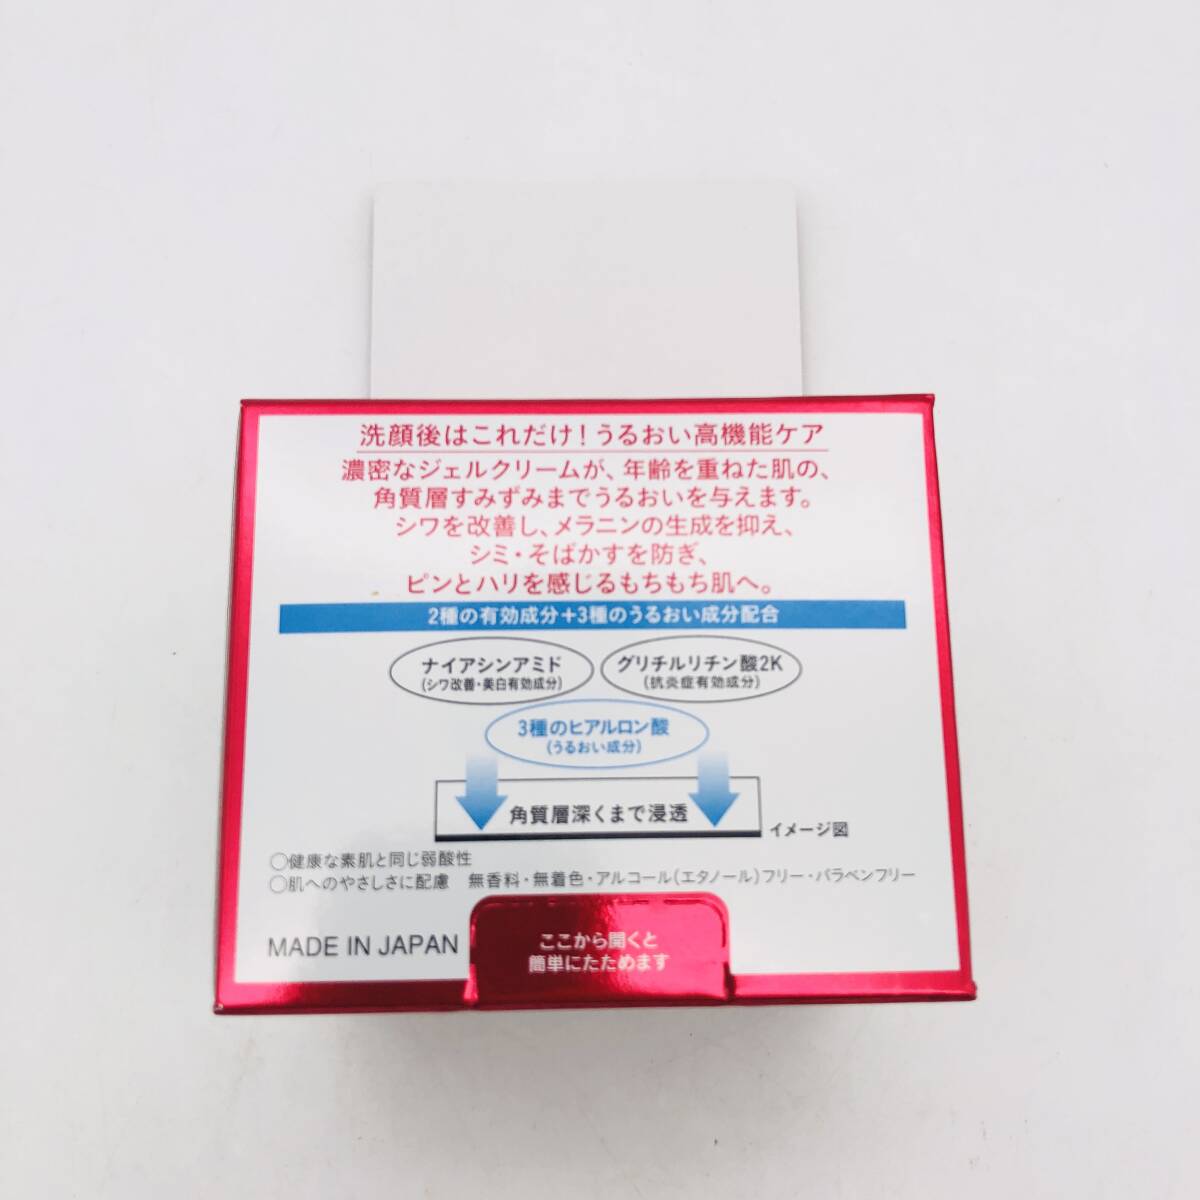 洗顔後はこれだけ！うるおい高機能ケア
濃密なジェルクリームが、年齢を重ねた肌の、
角質層すみずみまでうるおいを与えます。
シワを改善し、メラニンの生成を抑え、
シミ・そばかすを防ぎ、
ピンとハリを感じるもちもち肌へ。
2種の有効成分+3種のうるおい成分配合
ナイアシンアミド
(シワ改善・美白有効成分)
グリチルリチン酸2K
(抗炎症有効成分)
3種のヒアルロン酸
(うるおい成分)
角質層深くまで浸透
イメージ図
○健康な素肌と同じ弱酸性
○肌へのやさしさに配慮 無香料・無着色・アルコール(エタノール)フリー・パラベンフリー
MADE IN JAPAN
ここから開くと
簡単にたためます